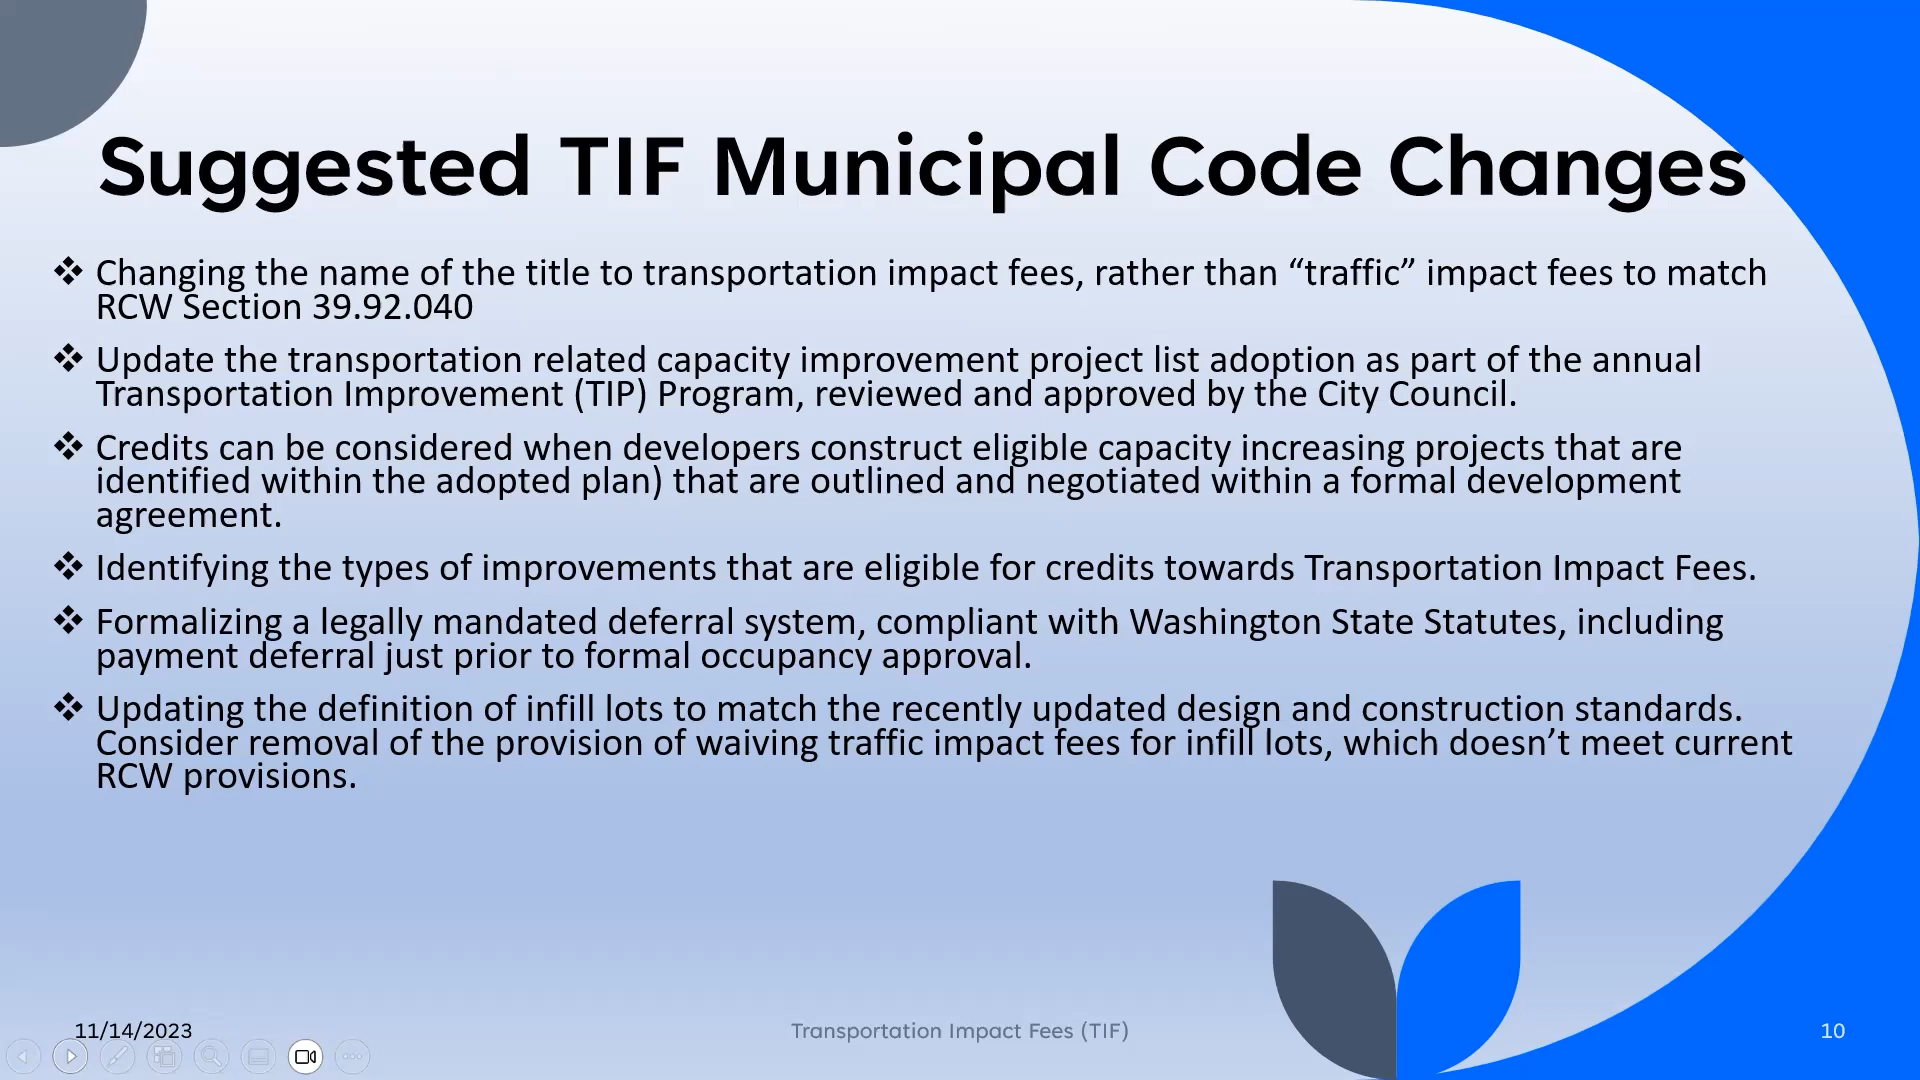 Suggested TIF Municipal Code Changes
❖ Changing the name of the title to transportation impact fees, rather than “traffic” impact fees to match
RCW Section 39.92.040
❖ Update the transportation related capacity improvement project list adoption as part of the annual
Transportation Improvement (TIP) Program, reviewed and approved by the City Council.
❖ Credits can be considered when developers construct eligible capacity increasing projects that are
identified within the adopted plan) that are outlined and negotiated within a formal development
agreement.
❖ Identifying the types of improvements that are eligible for credits towards Transportation Impact Fees.
❖ Formalizing a legally mandated deferral system, compliant with Washington State Statutes, including
payment deferral just prior to formal occupancy approval.
❖ Updating the definition of infill lots to match the recently updated design and construction standards.
Consider removal of the provision of waiving traffic impact fees for infill lots, which doesn’t meet current
RCW provisions.
11/14/2023
Transportation Impact Fees (TIF)
10